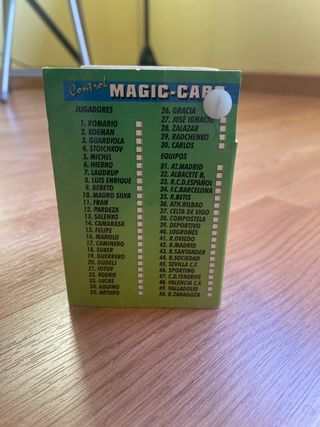 Control MAGIC-CARD
JUGADORES
1. ROMARIO
2. KOEMAN
3. GUARDIOLA
4. STOICHKOV
5. MICHEL
6. HIERRO
7. LAUDRUP
8. LUIS ENRIQUE
9. BEBETO
10. MAURO SILVA
11. FRAN
12. PARDEZA
13. SALENKO
14. CAMARASA
15. FELIPE
16. MANOLO
17. CAMINERO
18. SUKER
19. GUERRERO
20. GUDELJ
21. JOTOV
22. KODRO
23. LUCAS
24. AQUINO
25. ARTURO
26. GRACIA
27. JOSÉ IGNACIO
28. ZALAZAR
29. RADCHENKO
30. CARLOS
EQUIPOS
31. AT.MADRID
32. ALBACETE B.
33. R.C.D.ESPAÑOL
34. F.C.BARCELONA
35. R.BETIS
36. ATH.BILBAO
37. CELTA DE VIGO
38. COMPOSTELA
39. DEPORTIVO
40. LOGROÑES
41. R.OVIEDO
42. R.MADRID
43. R.SANTANDER
44. R.SOCIEDAD
45. SEVILLA C.F.
46. SPORTING
47. C.D.TENERIFE
48. VALENCIA C.F.
49. VALLADOLID
50. R.ZARAGOZA